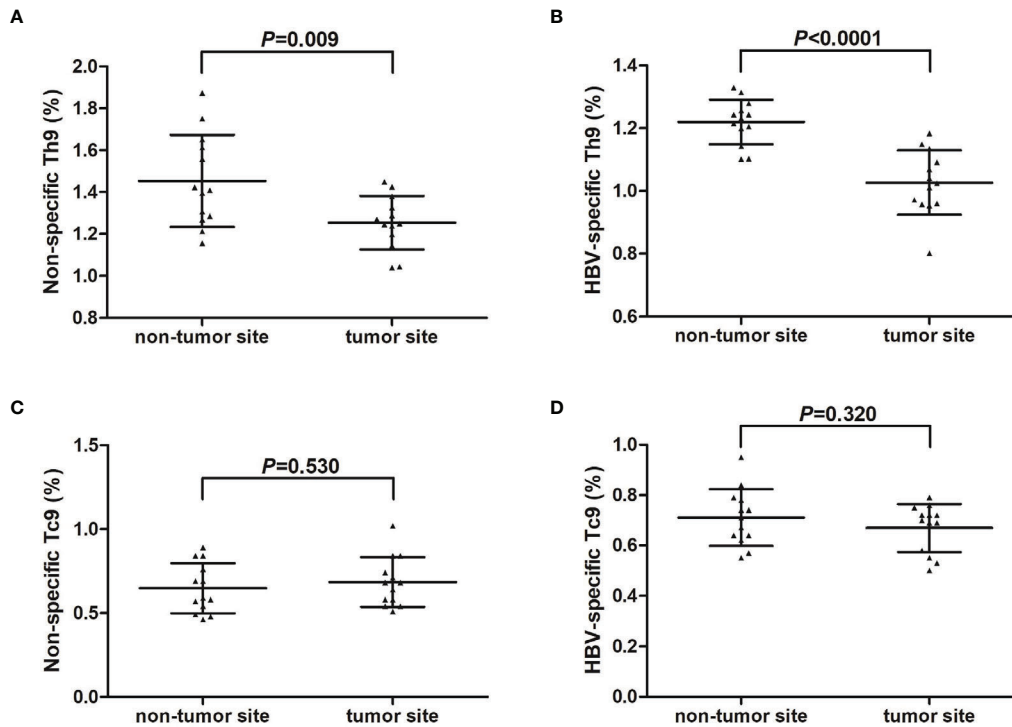 A
P=0.009
Non-specific Th9 (%)
2.0
1.8
1.6
1.4
1.2
1.0
0.8
non-tumor site
tumor site
B
P<0.0001
HBV-specific Th9 (%)
1.4
1.2
1.0
0.8
0.6
non-tumor site
tumor site
C
P=0.530
Non-specific Tc9 (%)
1.5
1.0
0.5
0.0
non-tumor site
tumor site
D
P=0.320
HBV-specific Tc9 (%)
1.0
0.8
0.6
0.4
0.2
0.0
non-tumor site
tumor site